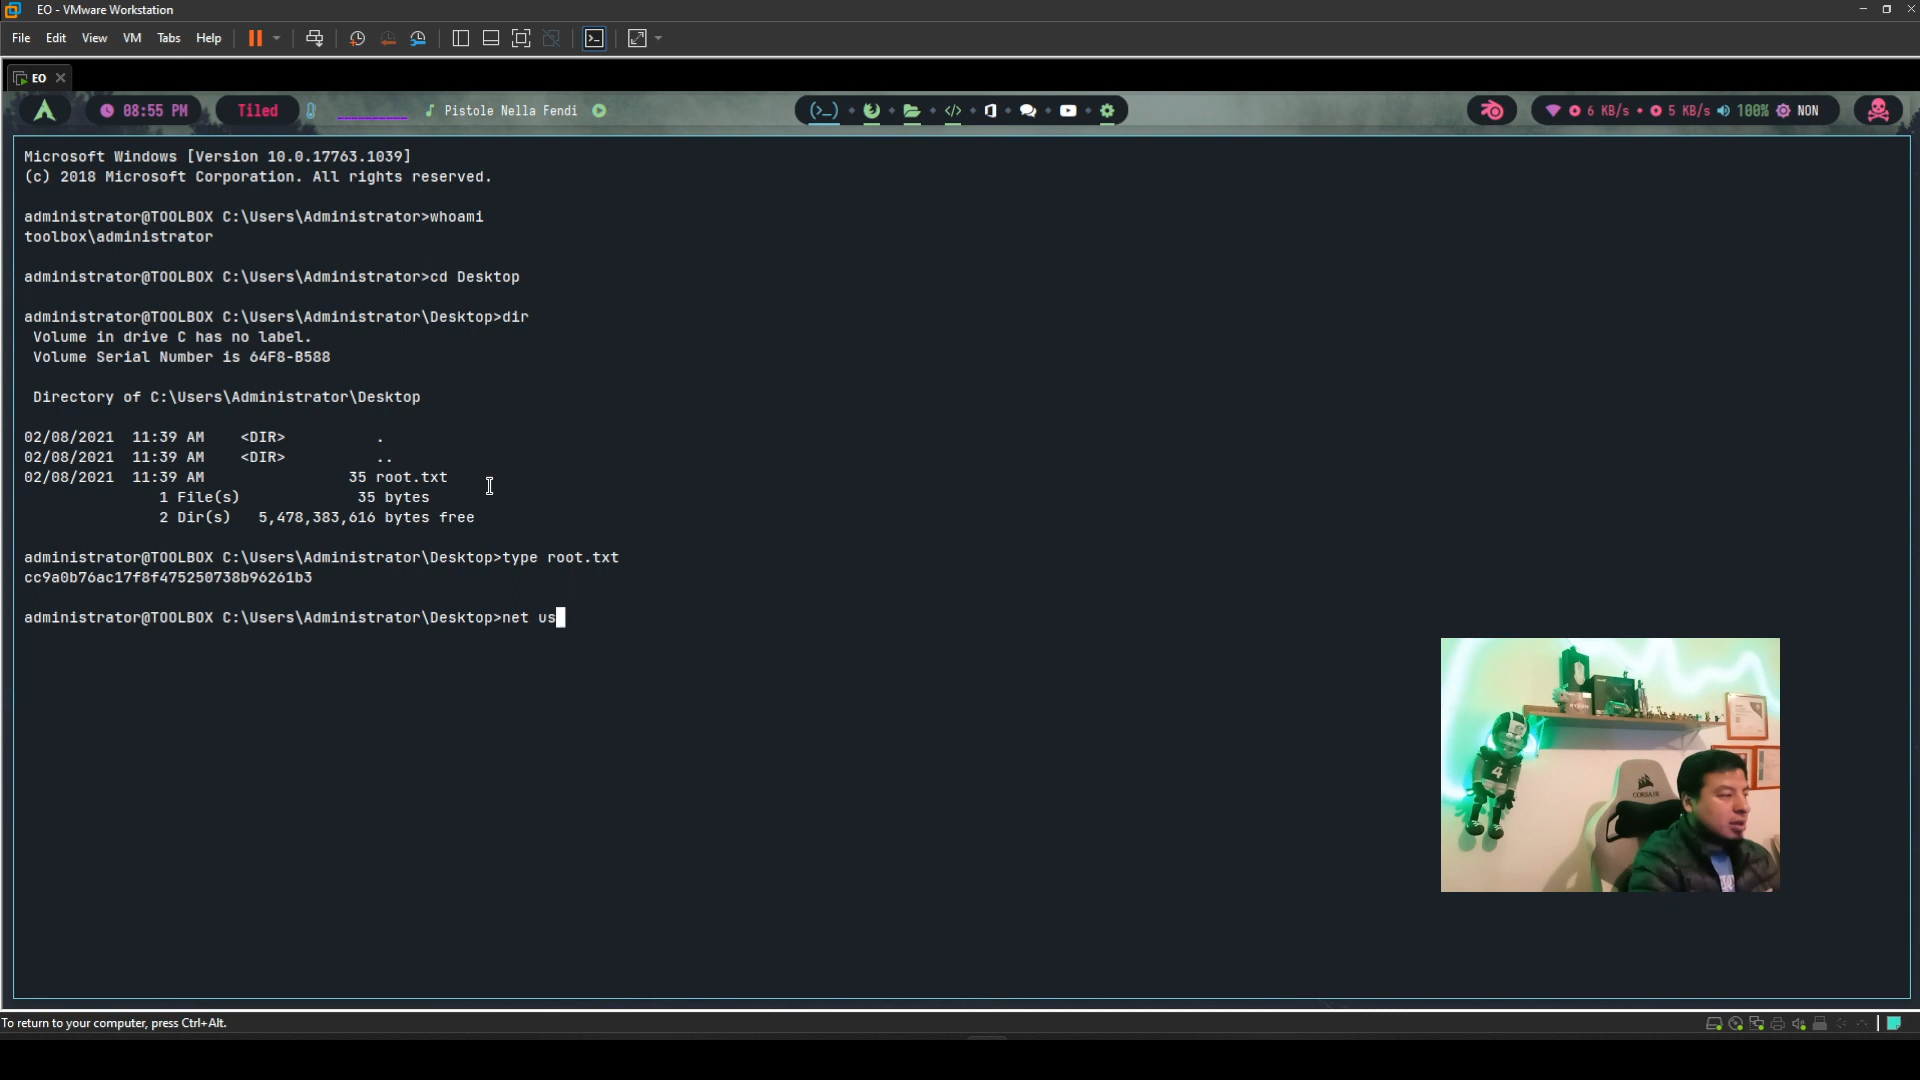 EO - VMware Workstation
File Edit View VM Tabs Help
EO
08:55 PM Tiled Pistole Nella Fendi 6 KB/s 5 KB/s 100% NON
Microsoft Windows [Version 10.0.17763.1039]
(c) 2018 Microsoft Corporation. All rights reserved.
administrator@TOOLBOX C:\Users\Administrator>whoami
toolbox\administrator
administrator@TOOLBOX C:\Users\Administrator>cd Desktop
administrator@TOOLBOX C:\Users\Administrator\Desktop>dir
Volume in drive C has no label.
Volume Serial Number is 64F8-B588
Directory of C:\Users\Administrator\Desktop
02/08/2021 11:39 AM <DIR> .
02/08/2021 11:39 AM <DIR> ..
02/08/2021 11:39 AM 35 root.txt
1 File(s) 35 bytes
2 Dir(s) 5,478,383,616 bytes free
administrator@TOOLBOX C:\Users\Administrator\Desktop>type root.txt
cc9a0b76ac17f8f475250738b96261b3
administrator@TOOLBOX C:\Users\Administrator\Desktop>net us
RYZEN
4
CORSAIR
To return to your computer, press Ctrl+Alt.